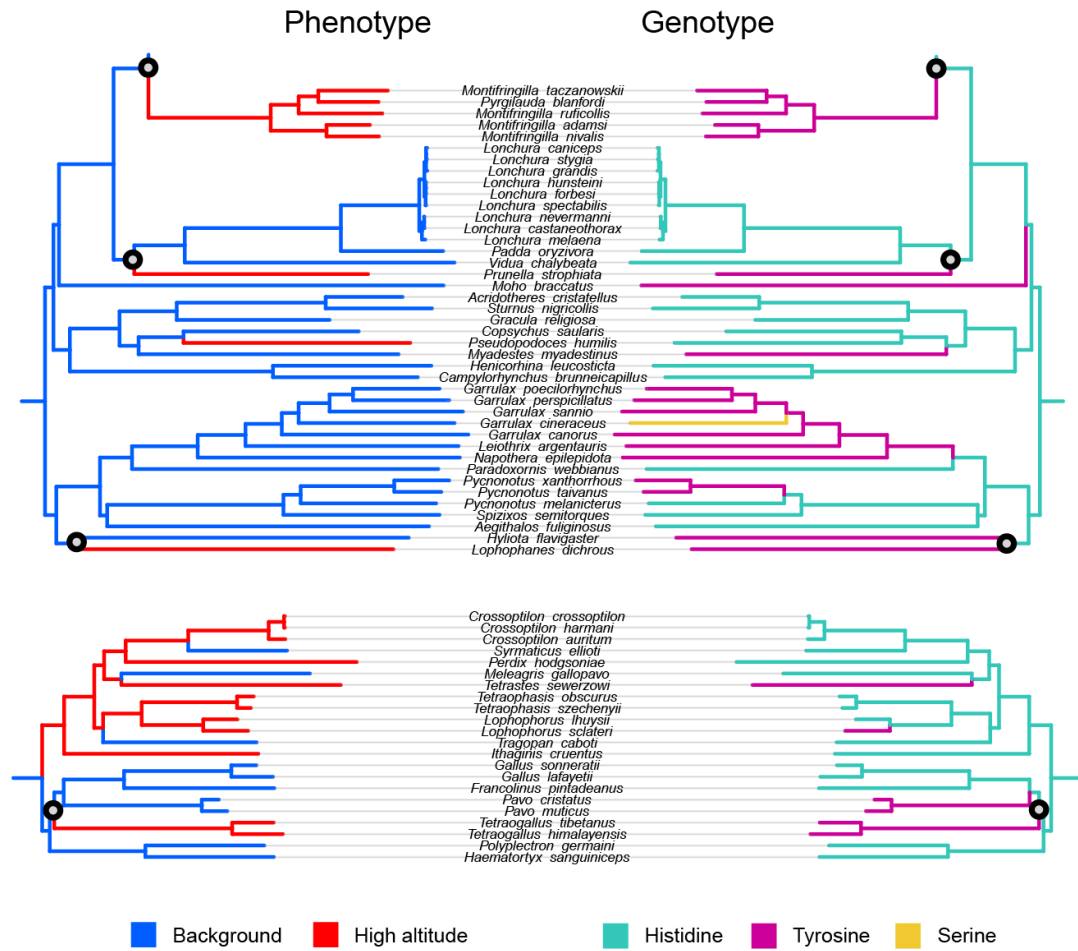 Phenotype Genotype
Montifringilla taczanowskii
Pyrgilauda blanfordi
Montifringilla ruficollis
Montifringilla adamsi
Montifringilla nivalis
Lonchura caniceps
Lonchura stygia
Lonchura grandis
Lonchura hunsteini
Lonchura forbesi
Lonchura spectabilis
Lonchura nevermanni
Lonchura castaneothorax
Lonchura melaena
Padda oryzivora
Vidua chalybeata
Prunella strophiata
Moho braccatus
Acridotheres cristatellus
Sturnus nigricollis
Gracula religiosa
Copsychus saularis
Pseudopodoces humilis
Myadestes myadestinus
Henicorhina leucosticta
Campylorhynchus brunneicapillus
Garrulax poecilorhynchus
Garrulax perspicillatus
Garrulax sannio
Garrulax cineraceus
Garrulax canorus
Leiothrix argentauris
Napothera epilepidota
Paradoxornis webbianus
Pycnonotus xanthorrhous
Pycnonotus taivanus
Pycnonotus melanicterus
Spizixos semitorques
Aegithalos fuliginosus
Hyliota flavigaster
Lophophanes dichrous
Crossoptilon crossoptilon
Crossoptilon harmani
Crossoptilon auritum
Syrmaticus ellioti
Perdix hodgsoniae
Meleagris gallopavo
Tetrastes sewerzowi
Tetraophasis obscurus
Tetraophasis szechenyii
Lophophorus lhuysii
Lophophorus sclateri
Tragopan caboti
Ithaginis cruentus
Gallus sonneratii
Gallus lafayetii
Francolinus pintadeanus
Pavo cristatus
Pavo muticus
Tetraogallus tibetanus
Tetraogallus himalayensis
Polyplectron germaini
Haematortyx sanguiniceps
Background High altitude Histidine Tyrosine Serine